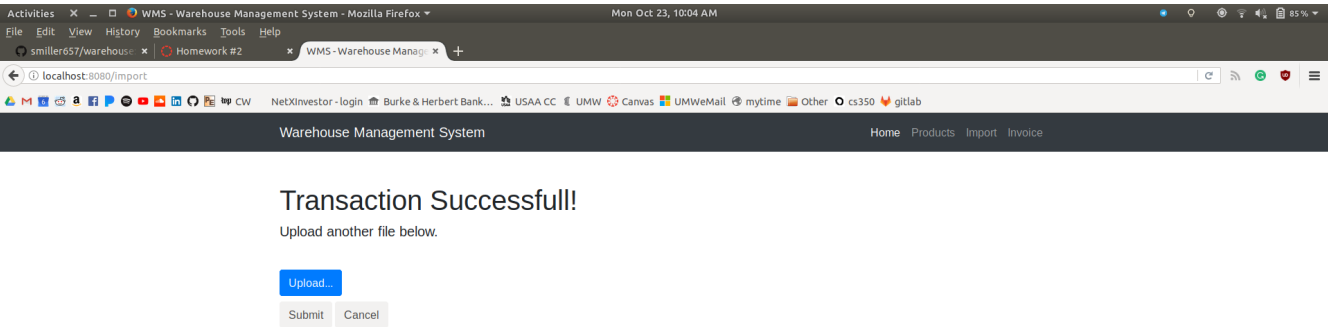 Activities WMS - Warehouse Management System - Mozilla Firefox Mon Oct 23, 10:04 AM 85%
File Edit View History Bookmarks Tools Help
smiller657/warehouse Homework #2 WMS - Warehouse Manag
localhost:8080/import
CW NetXInvestor - login Burke & Herbert Bank... USAA CC UMW Canvas UMWeMail mytime Other cs350 gitlab
Warehouse Management System Home Products Import Invoice
Transaction Successfull!
Upload another file below.
Upload...
Submit Cancel